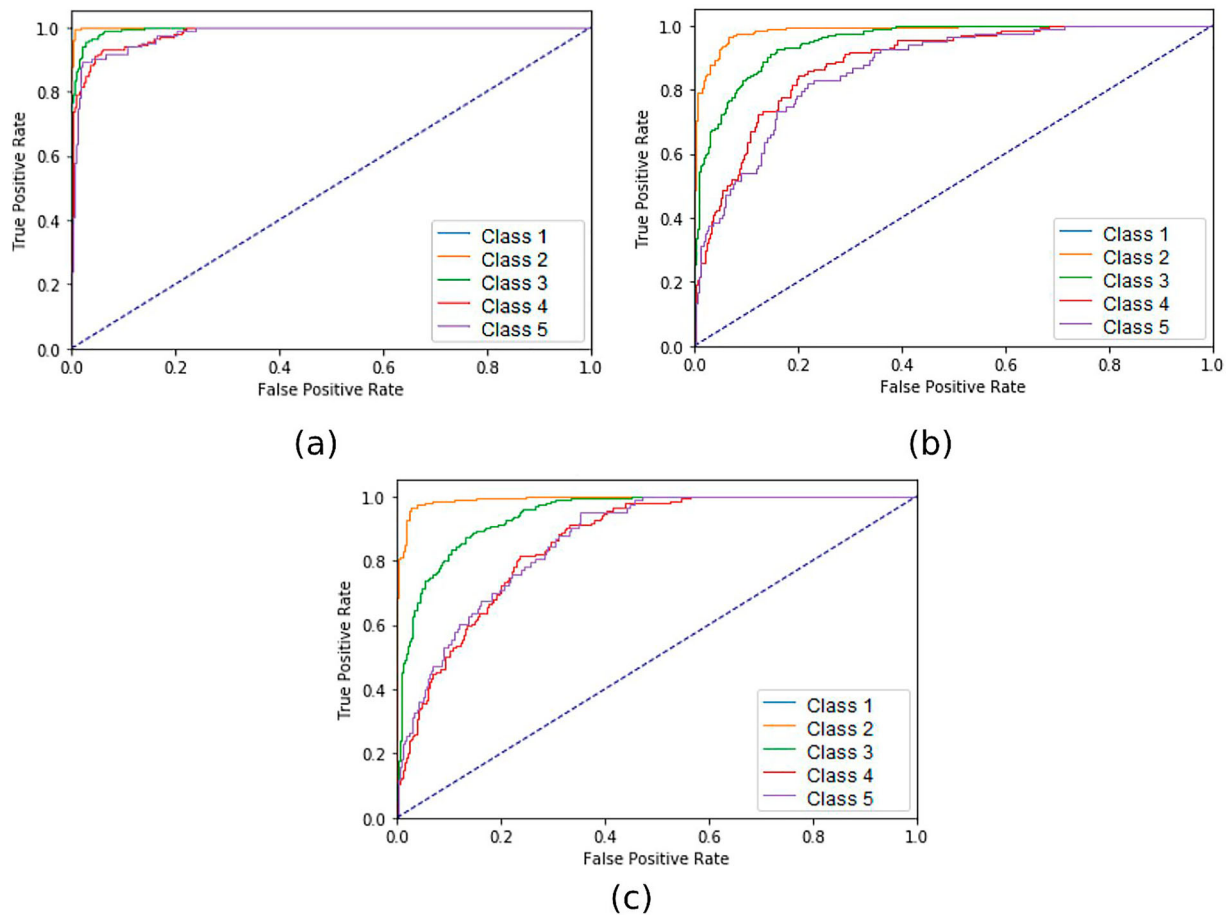 1.0
0.8
0.6
0.4
0.2
0.0
True Positive Rate
0.0 0.2 0.4 0.6 0.8 1.0
False Positive Rate
Class 1
Class 2
Class 3
Class 4
Class 5
(a)
1.0
0.8
0.6
0.4
0.2
0.0
True Positive Rate
0.0 0.2 0.4 0.6 0.8 1.0
False Positive Rate
Class 1
Class 2
Class 3
Class 4
Class 5
(b)
1.0
0.8
0.6
0.4
0.2
0.0
True Positive Rate
0.0 0.2 0.4 0.6 0.8 1.0
False Positive Rate
Class 1
Class 2
Class 3
Class 4
Class 5
(c)